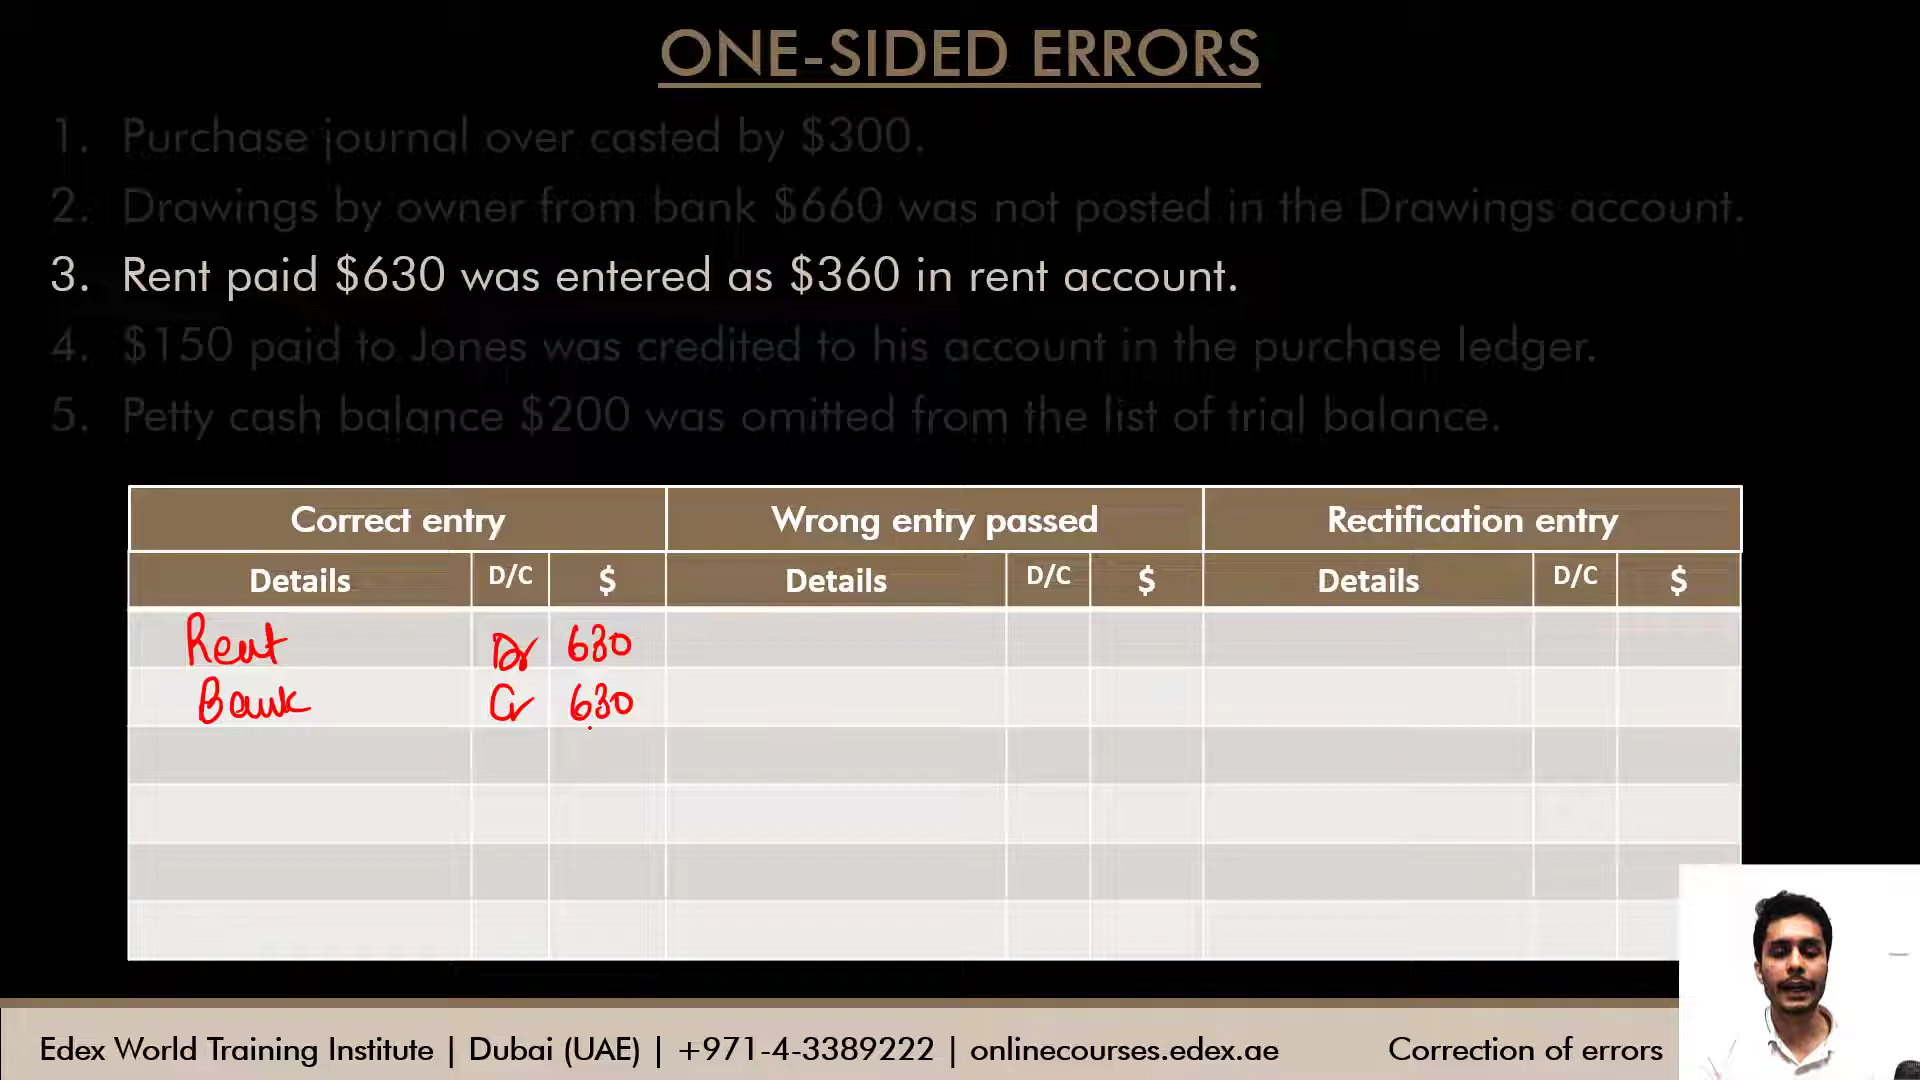 ONE-SIDED ERRORS
1. Purchase journal over casted by $300.
2. Drawings by owner from bank $660 was not posted in the Drawings account.
3. Rent paid $630 was entered as $360 in rent account.
4. $150 paid to Jones was credited to his account in the purchase ledger.
5. Petty cash balance $200 was omitted from the list of trial balance.
Correct entry Wrong entry passed Rectification entry
Details D/C $ Details D/C $ Details D/C $
Rent Dr 630
Bank Cr 630
Edex World Training Institute | Dubai (UAE) | +971-4-3389222 | onlinecourses.edex.ae Correction of errors